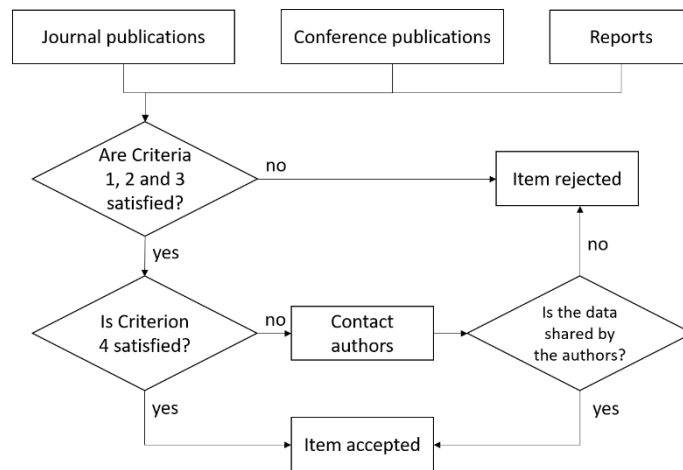 Journal publications
Conference publications
Reports
Are Criteria
1, 2 and 3
satisfied?
no
Item rejected
yes
no
Is Criterion
4 satisfied?
no
Contact
authors
Is the data
shared by
the authors?
yes
yes
Item accepted